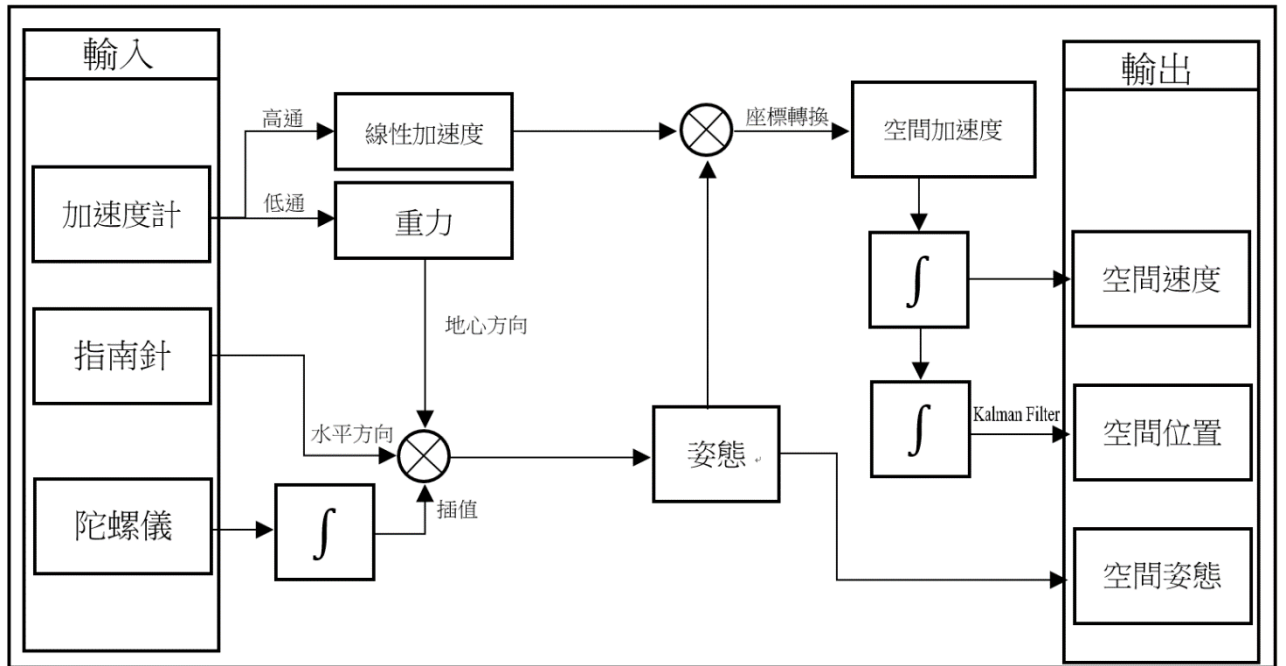 輸入
加速度計
指南針
陀螺儀
高通
線性加速度
低通
重力
地心方向
水平方向
∫
插值
姿態
座標轉換
空間加速度
∫
∫
Kalman Filter
輸出
空間速度
空間位置
空間姿態